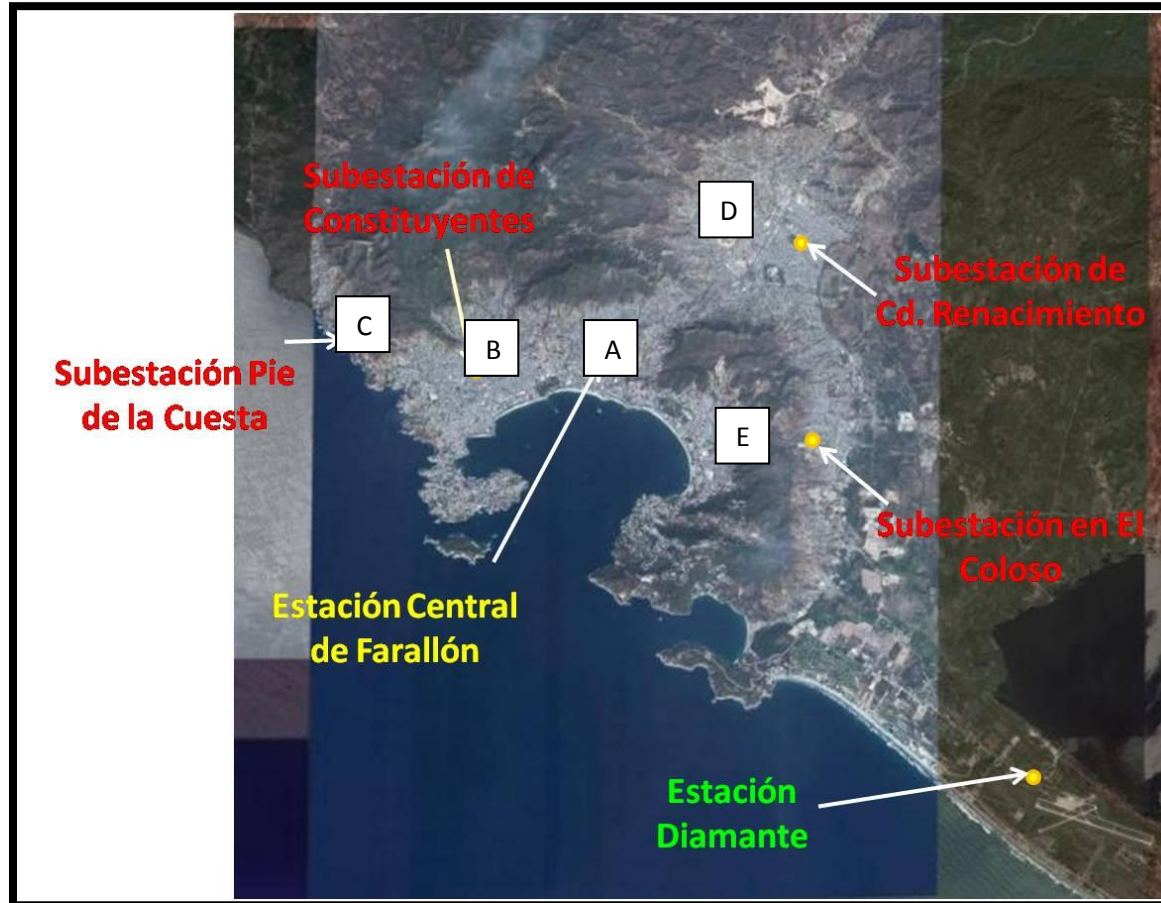 Subestación de
Constituyentes
D
Subestación de
Cd. Renacimiento
C
B
A
Subestación Pie
de la Cuesta
E
Subestación en El
Coloso
Estación Central
de Farallón
Estación
Diamante